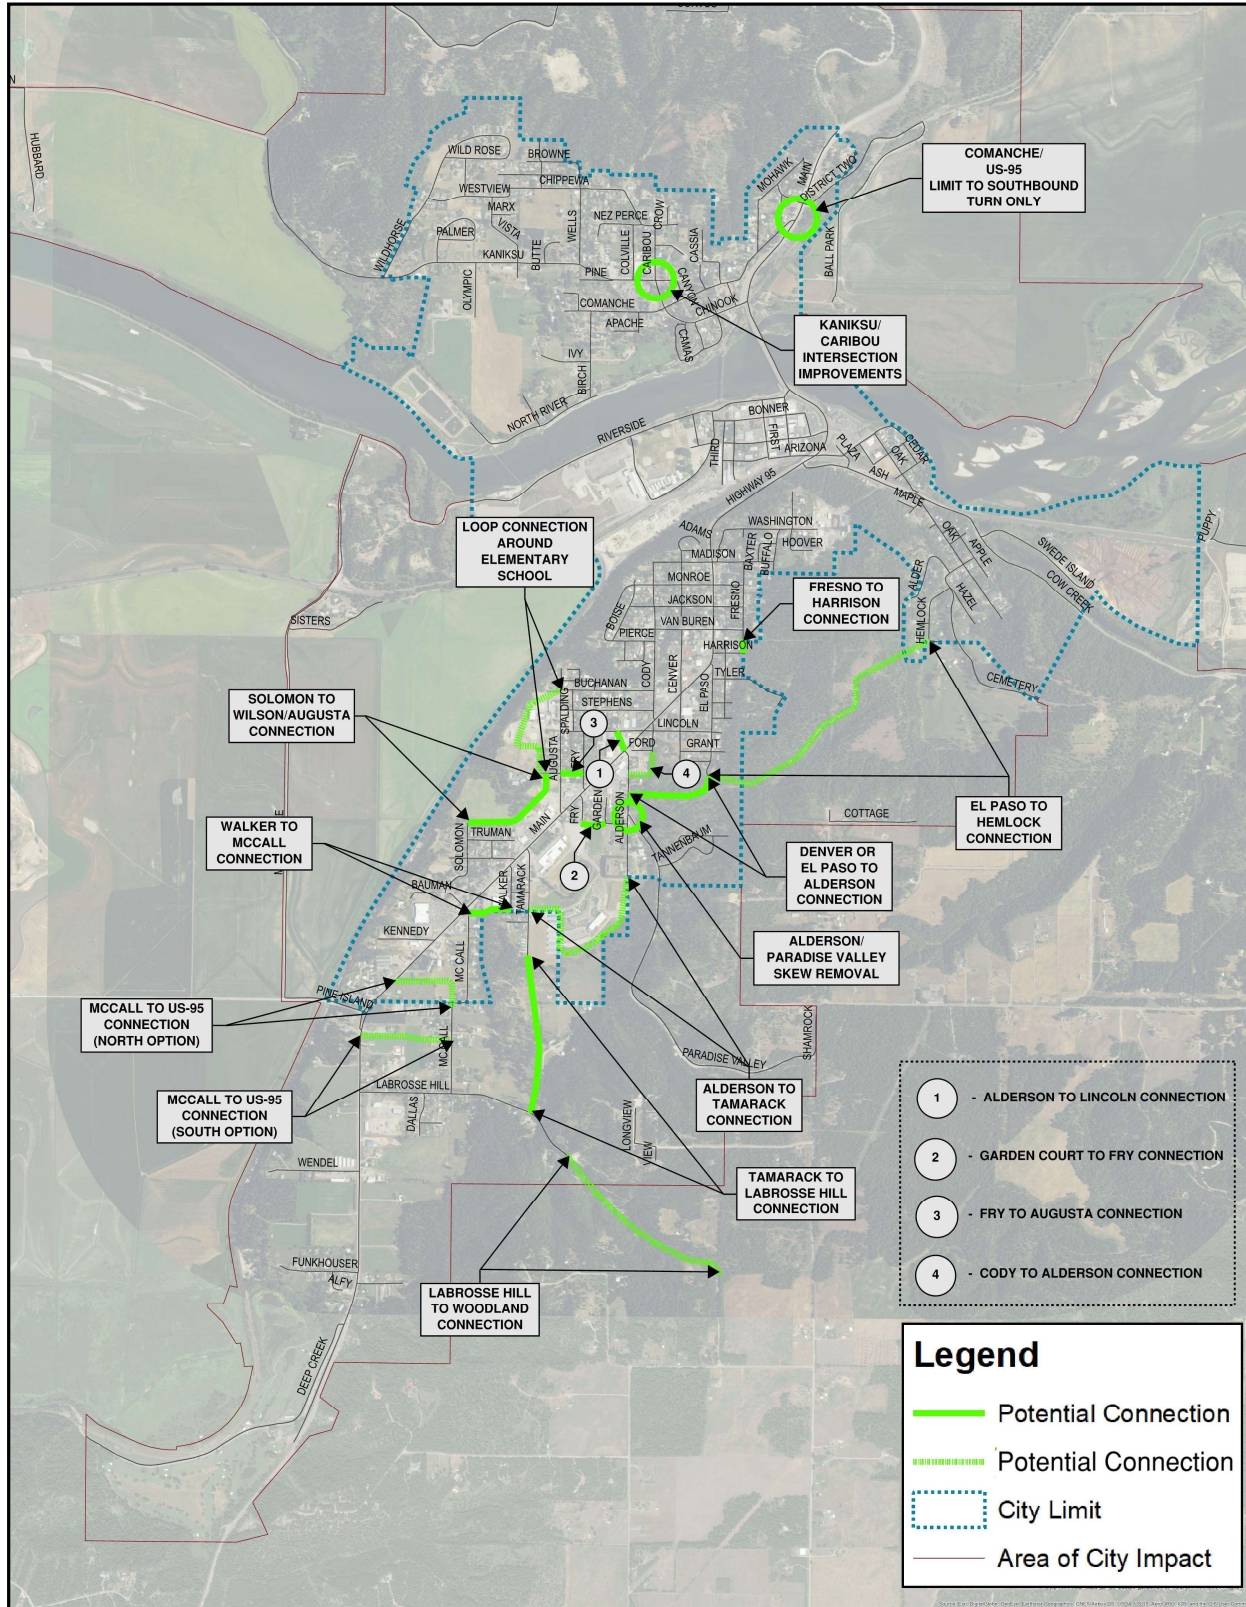 HUBBARD
WILD ROSE
BROWNE
CHIPPEWA
WESTVIEW
MARX
VISTA
WELLS
NEZ PERCE
CROW
COLVILLE
CARIBOU
CASSIA
PALMER
KANIKSU
BUTTE
WILDHORSE
OLYMPIC
PINE
CANYON
COMANCHE
CHINOOK
APACHE
CAMAS
IVY
BIRCH
NORTH RIVER
MOHAWK
MAIN
DISTRICT TWO
BALL PARK
COMANCHE/
US-95
LIMIT TO SOUTHBOUND
TURN ONLY
KANIKSU/
CARIBOU
INTERSECTION
IMPROVEMENTS
RIVERSIDE
BONNER
FIRST
THIRD
ARIZONA
HIGHWAY 95
PLAZA
OAK
CEDAR
ASH
MAPLE
OAK
APPLE
SWEDE ISLAND
COW CREEK
PUPPY
HAZEL
ALDER
HEMLOCK
CEMETERY
LOOP CONNECTION
AROUND
ELEMENTARY
SCHOOL
ADAMS
WASHINGTON
HOOVER
BAXTER
BUFFALO
MADISON
MONROE
JACKSON
FRESNO
BOISE
VAN BUREN
PIERCE
HARRISON
CODY
DENVER
TYLER
EL PASO
FRESNO TO
HARRISON
CONNECTION
SISTERS
BUCHANAN
SPALDING
STEPHENS
LINCOLN
FORD
GRANT
AUGUSTA
FRY
3
1
4
SOLOMON TO
WILSON/AUGUSTA
CONNECTION
EL PASO TO
HEMLOCK
CONNECTION
COTTAGE
FRY
GARDEN
ALDERSON
MAIN
TRUMAN
SOLOMON
TANNENBAUM
2
WALKER TO
MCCALL
CONNECTION
DENVER OR
EL PASO TO
ALDERSON
CONNECTION
BAUMAN
WALKER
TAMARACK
KENNEDY
MC CALL
ALDERSON/
PARADISE VALLEY
SKEW REMOVAL
PINE ISLAND
MCCALL TO US-95
CONNECTION
(NORTH OPTION)
MC CALL
PARADISE VALLEY
SHAMROCK
LABROSSE HILL
DALLAS
MCCALL TO US-95
CONNECTION
(SOUTH OPTION)
ALDERSON TO
TAMARACK
CONNECTION
LONGVIEW
VIEW
WENDEL
TAMARACK TO
LABROSSE HILL
CONNECTION
FUNKHOUSER
ALFY
DEEP CREEK
LABROSSE HILL
TO WOODLAND
CONNECTION
1 - ALDERSON TO LINCOLN CONNECTION
2 - GARDEN COURT TO FRY CONNECTION
3 - FRY TO AUGUSTA CONNECTION
4 - CODY TO ALDERSON CONNECTION
Legend
Potential Connection
Potential Connection
City Limit
Area of City Impact